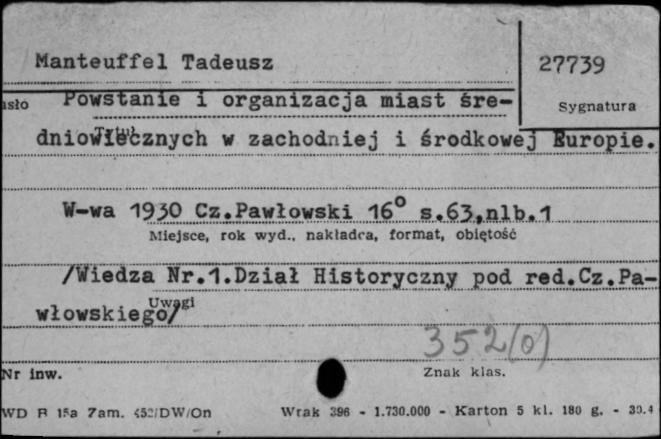 Manteuffel Tadeusz
27739
asło Powstanie i organizacja miast śre-
Sygnatura
dniowiecznych w zachodniej i środkowej Europie.
Tytuł
W-wa 1930 Cz.Pawłowski 16° s.63,nlb.1
Miejsce, rok wyd., nakładca, format, objętość
/Wiedza Nr.1.Dział Historyczny pod red.Cz.Pa-
włowskiego/
Uwagi
352(0)
Nr inw.
Znak klas.
WD R 15a Zam. 452/DW/On Wrak 396 - 1.730.000 - Karton 5 kl. 180 g. - 30.4